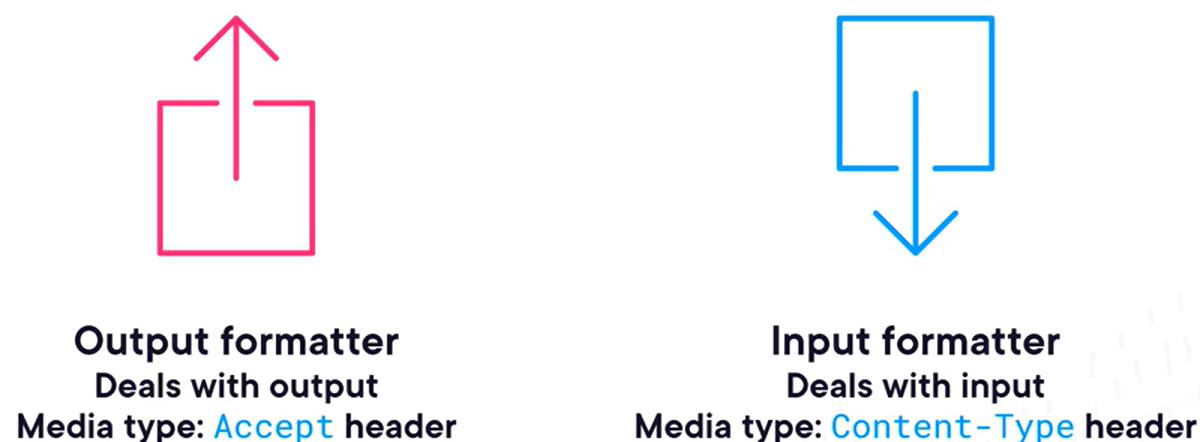 Output formatter
Deals with output
Media type: Accept header
Input formatter
Deals with input
Media type: Content-Type header